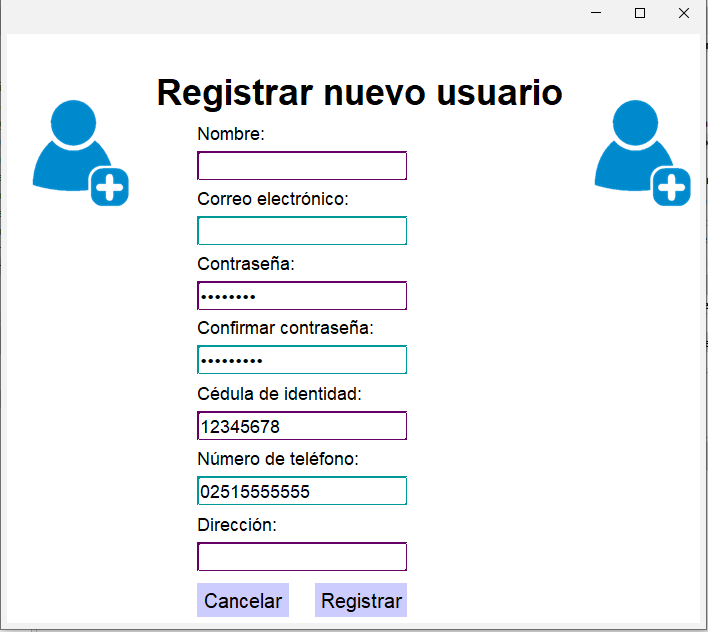 Registrar nuevo usuario
Nombre:
Correo electrónico:
Contraseña:
••••••••
Confirmar contraseña:
•••••••••
Cédula de identidad:
12345678
Número de teléfono:
02515555555
Dirección:
Cancelar Registrar